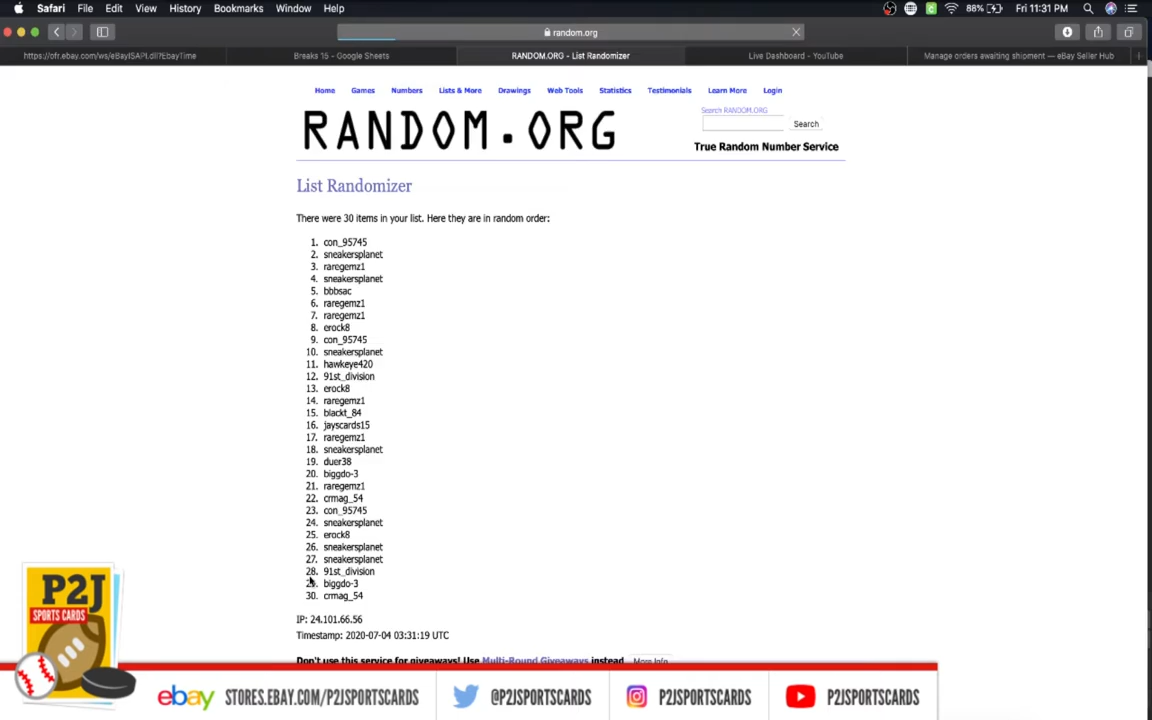 Safari File Edit View History Bookmarks Window Help 88% Fri 11:31 PM
random.org
https://ofr.ebay.com/ws/eBayISAPI.dll?EbayTime Breaks 15 - Google Sheets RANDOM.ORG - List Randomizer Live Dashboard - YouTube Manage orders awaiting shipment — eBay Seller Hub
Home Games Numbers Lists & More Drawings Web Tools Statistics Testimonials Learn More Login
Search RANDOM.ORG
Search
RANDOM.ORG
True Random Number Service
List Randomizer
There were 30 items in your list. Here they are in random order:
1. con_95745
2. sneakersplanet
3. raregemz1
4. sneakersplanet
5. bbbsac
6. raregemz1
7. raregemz1
8. erock8
9. con_95745
10. sneakersplanet
11. hawkeye420
12. 91st_division
13. erock8
14. raregemz1
15. blackt_84
16. jayscards15
17. raregemz1
18. sneakersplanet
19. duer38
20. biggdo-3
21. raregemz1
22. crmag_54
23. con_95745
24. sneakersplanet
25. erock8
26. sneakersplanet
27. sneakersplanet
28. 91st_division
29. biggdo-3
30. crmag_54
IP: 24.101.66.56
Timestamp: 2020-07-04 03:31:19 UTC
Don't use this service for giveaways! Use Multi-Round Giveaways instead More Info
P2J
SPORTS CARDS
ebay STORES.EBAY.COM/P2JSPORTSCARDS @P2JSPORTSCARDS P2JSPORTSCARDS P2JSPORTSCARDS